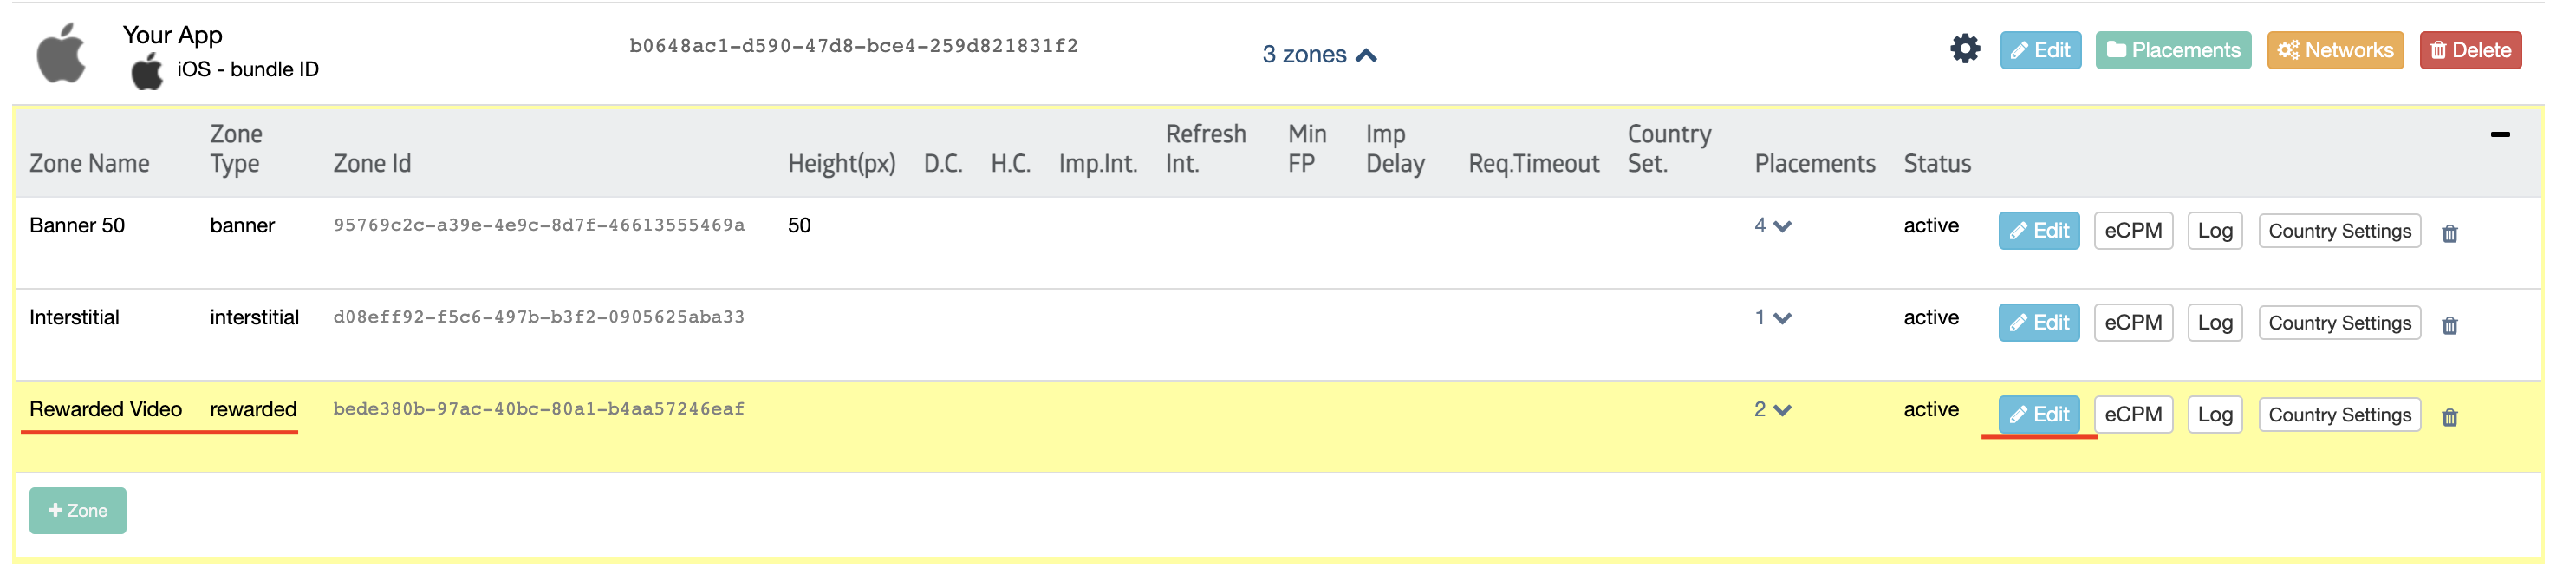 Your App
iOS - bundle ID
b0648ac1-d590-47d8-bce4-259d821831f2
3 zones
Edit Placements Networks Delete
Zone Name Zone Type Zone Id Height(px) D.C. H.C. Imp.Int. Refresh Int. Min FP Imp Delay Req.Timeout Country Set. Placements Status
Banner 50 banner 95769c2c-a39e-4e9c-8d7f-46613555469a 50 4 active Edit eCPM Log Country Settings
Interstitial interstitial d08eff92-f5c6-497b-b3f2-0905625aba33 1 active Edit eCPM Log Country Settings
Rewarded Video rewarded bede380b-97ac-40bc-80a1-b4aa57246eaf 2 active Edit eCPM Log Country Settings
+ Zone